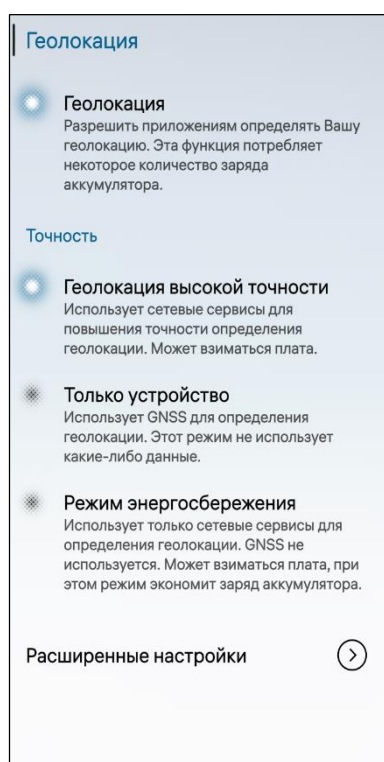 Геолокация
Геолокация
Разрешить приложениям определять Вашу
геолокацию. Эта функция потребляет
некоторое количество заряда
аккумулятора.
Точность
Геолокация высокой точности
Использует сетевые сервисы для
повышения точности определения
геолокации. Может взиматься плата.
Только устройство
Использует GNSS для определения
геолокации. Этот режим не использует
какие-либо данные.
Режим энергосбережения
Использует только сетевые сервисы для
определения геолокации. GNSS не
используется. Может взиматься плата, при
этом режим экономит заряд аккумулятора.
Расширенные настройки